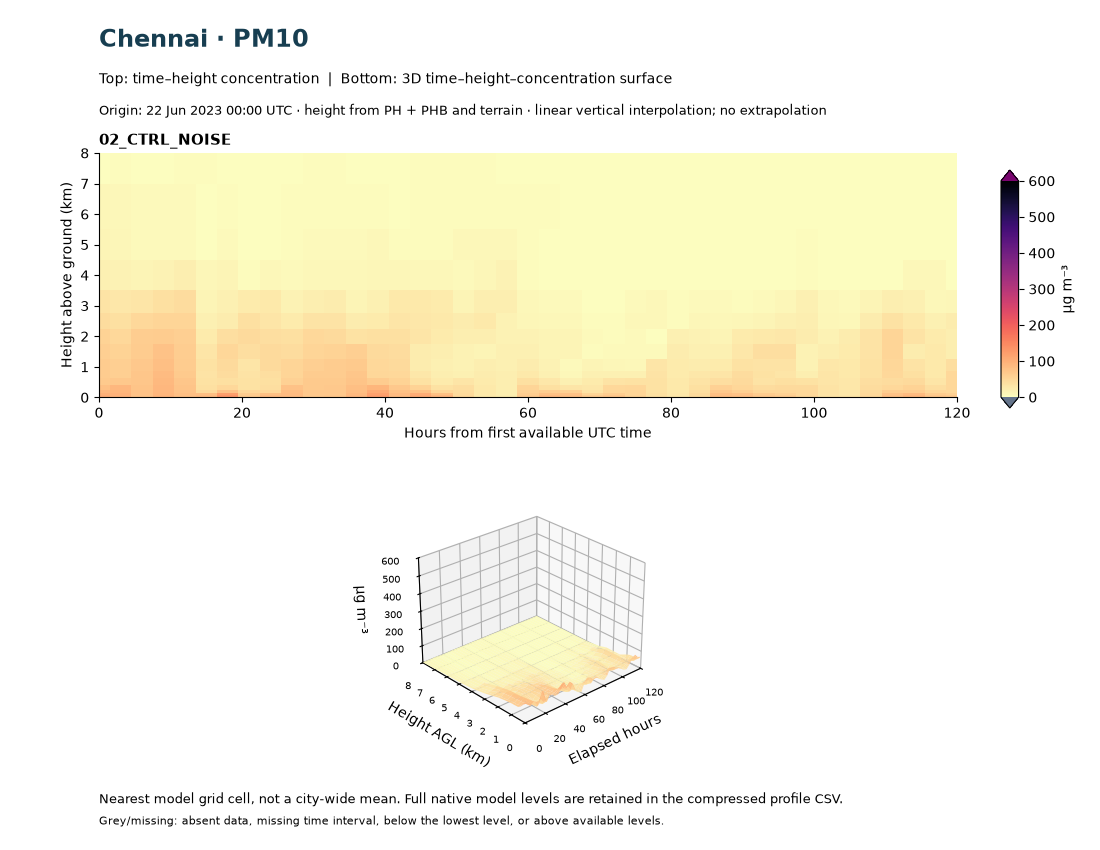 Chennai · PM10
Top: time–height concentration | Bottom: 3D time–height–concentration surface
Origin: 22 Jun 2023 00:00 UTC · height from PH + PHB and terrain · linear vertical interpolation; no extrapolation
02_CTRL_NOISE
8
7
6
5
4
3
2
1
0
Height above ground (km)
0 20 40 60 80 100 120
Hours from first available UTC time
600
500
400
300
200
100
0
µg m⁻³
600
500
400
300
200
100
0
µg m⁻³
8 7 6 5 4 3 2 1 0
Height AGL (km)
0 20 40 60 80 100 120
Elapsed hours
Nearest model grid cell, not a city-wide mean. Full native model levels are retained in the compressed profile CSV.
Grey/missing: absent data, missing time interval, below the lowest level, or above available levels.